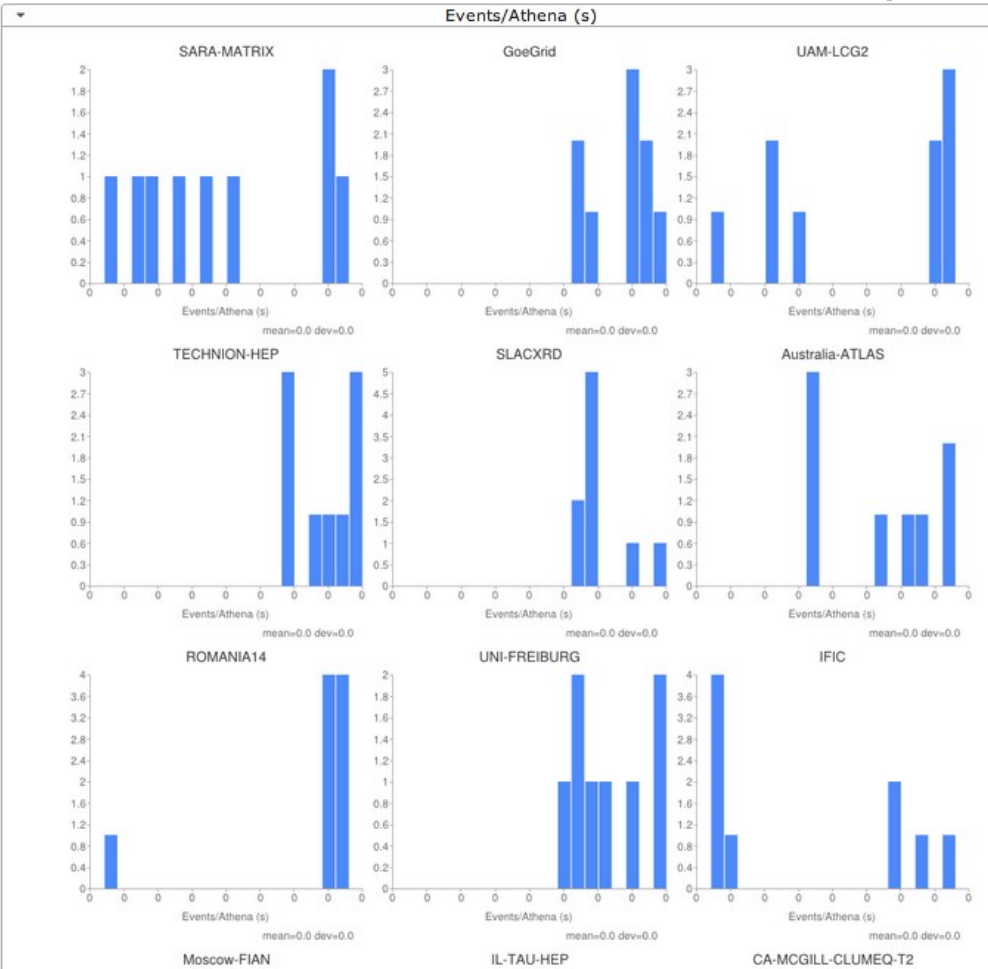 Events/Athena (s)
SARA-MATRIX GoeGrid UAM-LCG2
2 3 3
1.8 2.7 2.7
1.6 2.4 2.4
1.4 2.1 2.1
1.2 1.8 1.8
1 1.5 1.5
0.8 1.2 1.2
0.6 0.9 0.9
0.4 0.6 0.6
0.2 0.3 0.3
0 0 0
0 0 0 0 0 0 0 0 0 0 0 0 0 0 0 0 0 0 0 0 0 0 0 0 0 0 0
Events/Athena (s) Events/Athena (s) Events/Athena (s)
mean=0.0 dev=0.0 mean=0.0 dev=0.0 mean=0.0 dev=0.0
TECHNION-HEP SLACXRD Australia-ATLAS
3 5 3
2.7 4.5 2.7
2.4 4 2.4
2.1 3.5 2.1
1.8 3 1.8
1.5 2.5 1.5
1.2 2 1.2
0.9 1.5 0.9
0.6 1 0.6
0.3 0.5 0.3
0 0 0
0 0 0 0 0 0 0 0 0 0 0 0 0 0 0 0 0 0 0 0 0 0 0 0 0 0 0
Events/Athena (s) Events/Athena (s) Events/Athena (s)
mean=0.0 dev=0.0 mean=0.0 dev=0.0 mean=0.0 dev=0.0
ROMANIA14 UNI-FREIBURG IFIC
4 2 4
3.6 1.8 3.6
3.2 1.6 3.2
2.8 1.4 2.8
2.4 1.2 2.4
2 1 2
1.6 0.8 1.6
1.2 0.6 1.2
0.8 0.4 0.8
0.4 0.2 0.4
0 0 0
0 0 0 0 0 0 0 0 0 0 0 0 0 0 0 0 0 0 0 0 0 0 0 0 0 0 0
Events/Athena (s) Events/Athena (s) Events/Athena (s)
mean=0.0 dev=0.0 mean=0.0 dev=0.0 mean=0.0 dev=0.0
Moscow-FIAN IL-TAU-HEP CA-MCGILL-CLUMEQ-T2